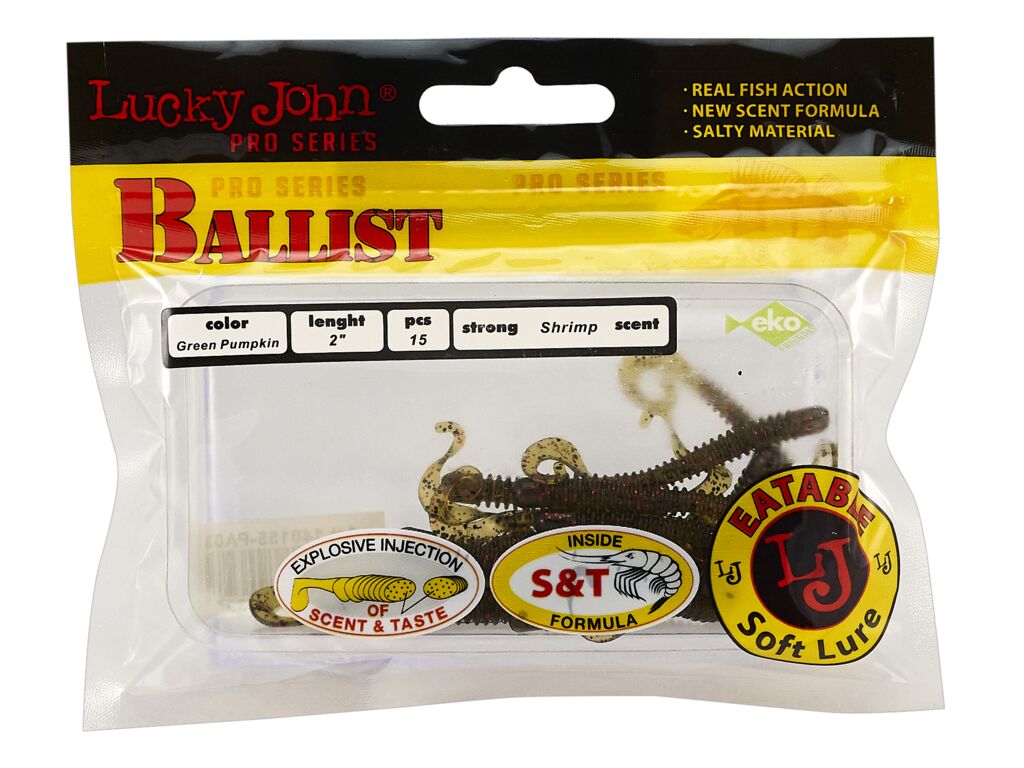 Lucky John®
PRO SERIES
· REAL FISH ACTION
· NEW SCENT FORMULA
· SALTY MATERIAL
PRO SERIES
PRO SERIES
BALLIST
color
Green Pumpkin
lenght
2"
pcs
15
strong Shrimp scent
eko
FRIENDLY
EXPLOSIVE INJECTION
OF
SCENT & TASTE
INSIDE
S&T
FORMULA
EATABLE
LJ
LJ
LJ
Soft Lure